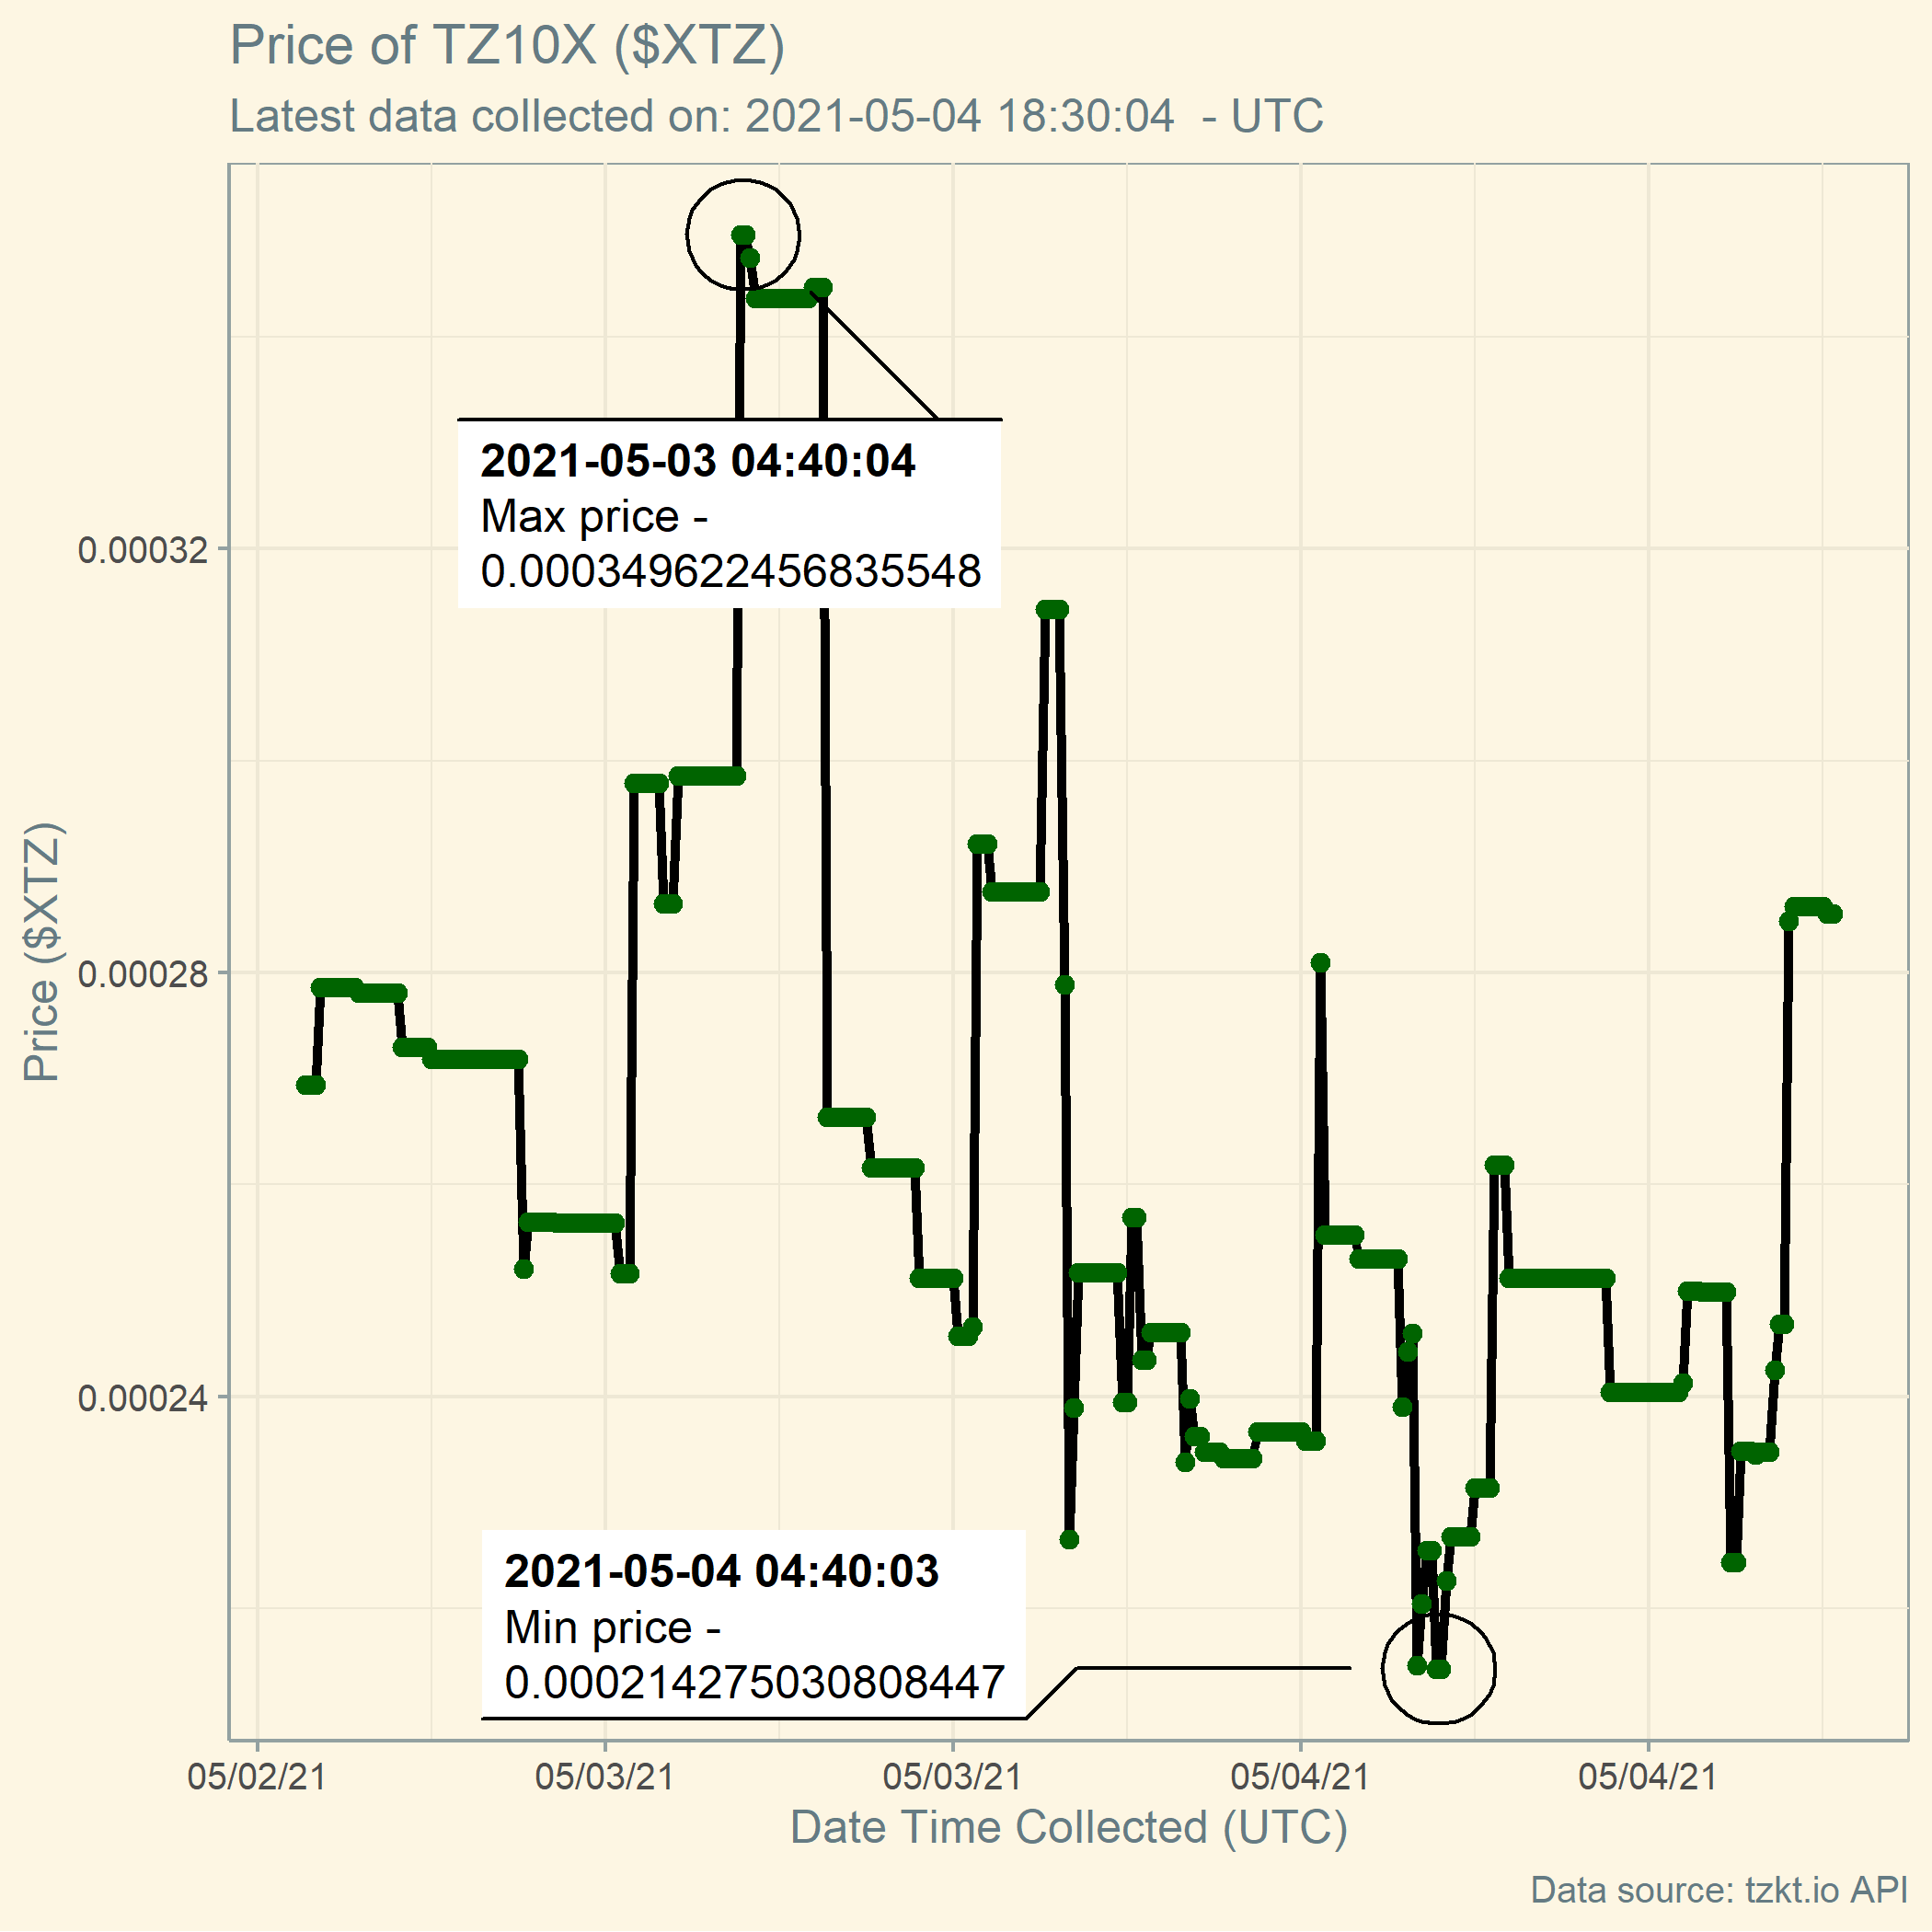 Price of TZ10X ($XTZ)
Latest data collected on: 2021-05-04 18:30:04  - UTC
2021-05-03 04:40:04
Max price -
0.000349622456835548
0.00032
0.00028
0.00024
Price ($XTZ)
2021-05-04 04:40:03
Min price -
0.000214275030808447
05/02/21 05/03/21 05/03/21 05/04/21 05/04/21
Date Time Collected (UTC)
Data source: tzkt.io API